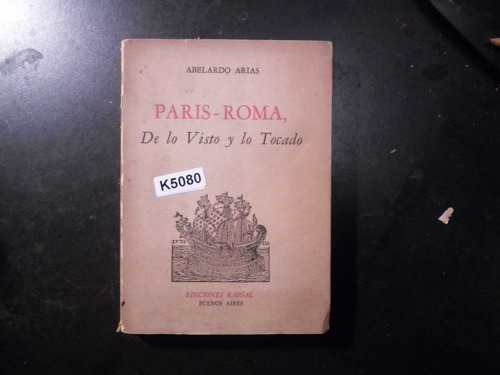 ABELARDO ARIAS
PARIS-ROMA,
De lo Visto y lo Tocado
K5080
EDICIONES RAIGAL
BUENOS AIRES